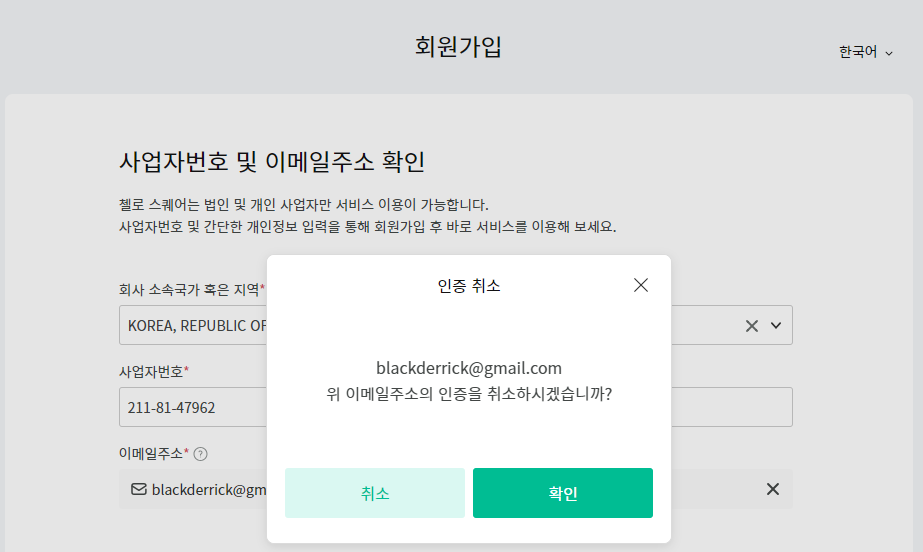 회원가입
한국어
사업자번호 및 이메일주소 확인
첼로 스퀘어는 법인 및 개인 사업자만 서비스 이용이 가능합니다.
사업자번호 및 간단한 개인정보 입력을 통해 회원가입 후 바로 서비스를 이용해 보세요.
회사 소속국가 혹은 지역*
KOREA, REPUBLIC OF
사업자번호*
211-81-47962
이메일주소* ?
blackderrick@gm
인증 취소
blackderrick@gmail.com
위 이메일주소의 인증을 취소하시겠습니까?
취소
확인